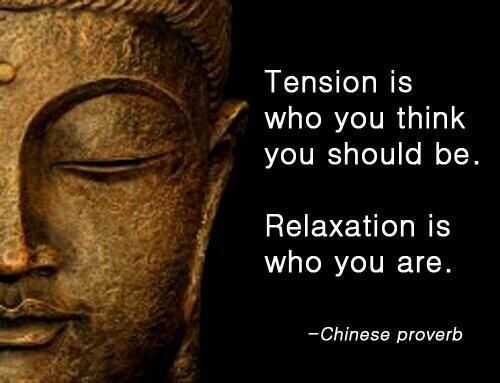 Tension is
who you think
you should be.
Relaxation is
who you are.
–Chinese proverb